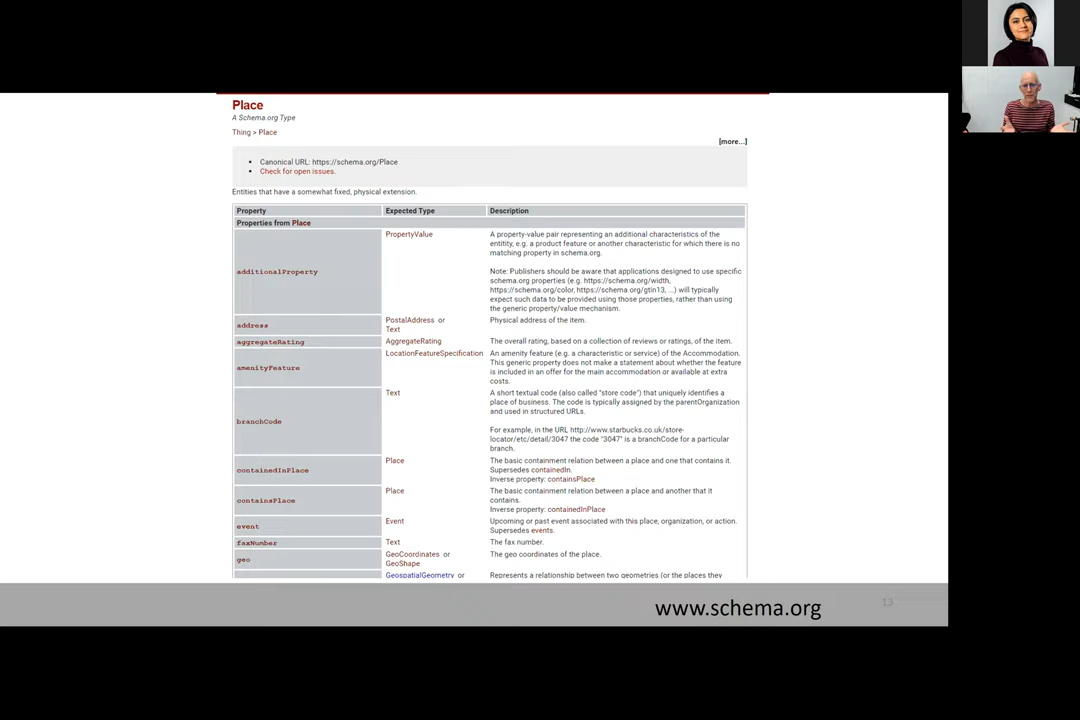 Place
A Schema.org Type
Thing > Place
[more...]
• Canonical URL: https://schema.org/Place
• Check for open issues.
Entities that have a somewhat fixed, physical extension.
Property Expected Type Description
Properties from Place
additionalProperty PropertyValue A property-value pair representing an additional characteristics of the
entitity, e.g. a product feature or another characteristic for which there is no
matching property in schema.org.
Note: Publishers should be aware that applications designed to use specific
schema.org properties (e.g. https://schema.org/width,
https://schema.org/color, https://schema.org/gtin13, ...) will typically
expect such data to be provided using those properties, rather than using
the generic property/value mechanism.
address PostalAddress or Physical address of the item.
Text
aggregateRating AggregateRating The overall rating, based on a collection of reviews or ratings, of the item.
amenityFeature LocationFeatureSpecification An amenity feature (e.g. a characteristic or service) of the Accommodation.
This generic property does not make a statement about whether the feature
is included in an offer for the main accommodation or available at extra
costs.
branchCode Text A short textual code (also called "store code") that uniquely identifies a
place of business. The code is typically assigned by the parentOrganization
and used in structured URLs.
For example, in the URL http://www.starbucks.co.uk/store-
locator/etc/detail/3047 the code "3047" is a branchCode for a particular
branch.
containedInPlace Place The basic containment relation between a place and one that contains it.
Supersedes containedIn.
Inverse property: containsPlace
containsPlace Place The basic containment relation between a place and another that it
contains.
Inverse property: containedInPlace
event Event Upcoming or past event associated with this place, organization, or action.
Supersedes events.
faxNumber Text The fax number.
geo GeoCoordinates or The geo coordinates of the place.
GeoShape
GeospatialGeometry or Represents a relationship between two geometries (or the places they
www.schema.org
13